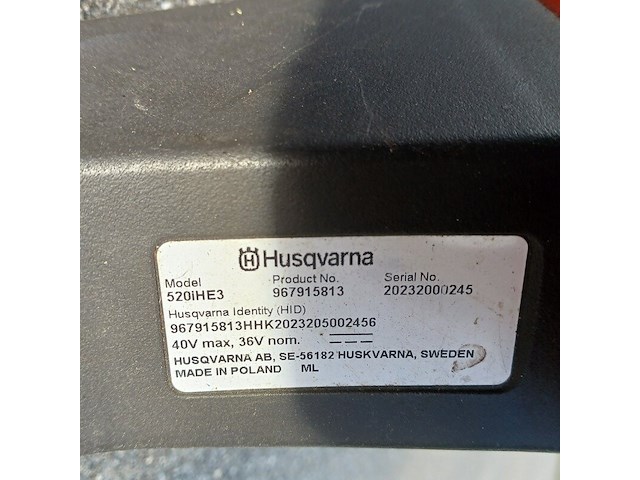 Husqvarna
Model Product No. Serial No.
520iHE3 967915813 20232000245
Husqvarna Identity (HID)
967915813HHK2023205002456
40V max, 36V nom.
HUSQVARNA AB, SE-56182 HUSKVARNA, SWEDEN
MADE IN POLAND ML